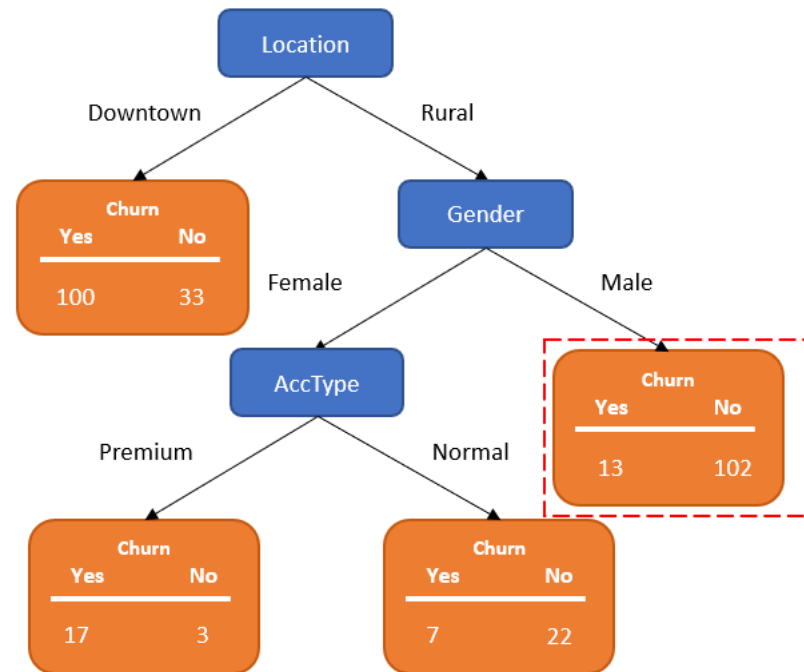 Location
Downtown
Rural
Churn
Yes No
100 33
Gender
Female
Male
AccType
Churn
Yes No
13 102
Premium
Normal
Churn
Yes No
17 3
Churn
Yes No
7 22